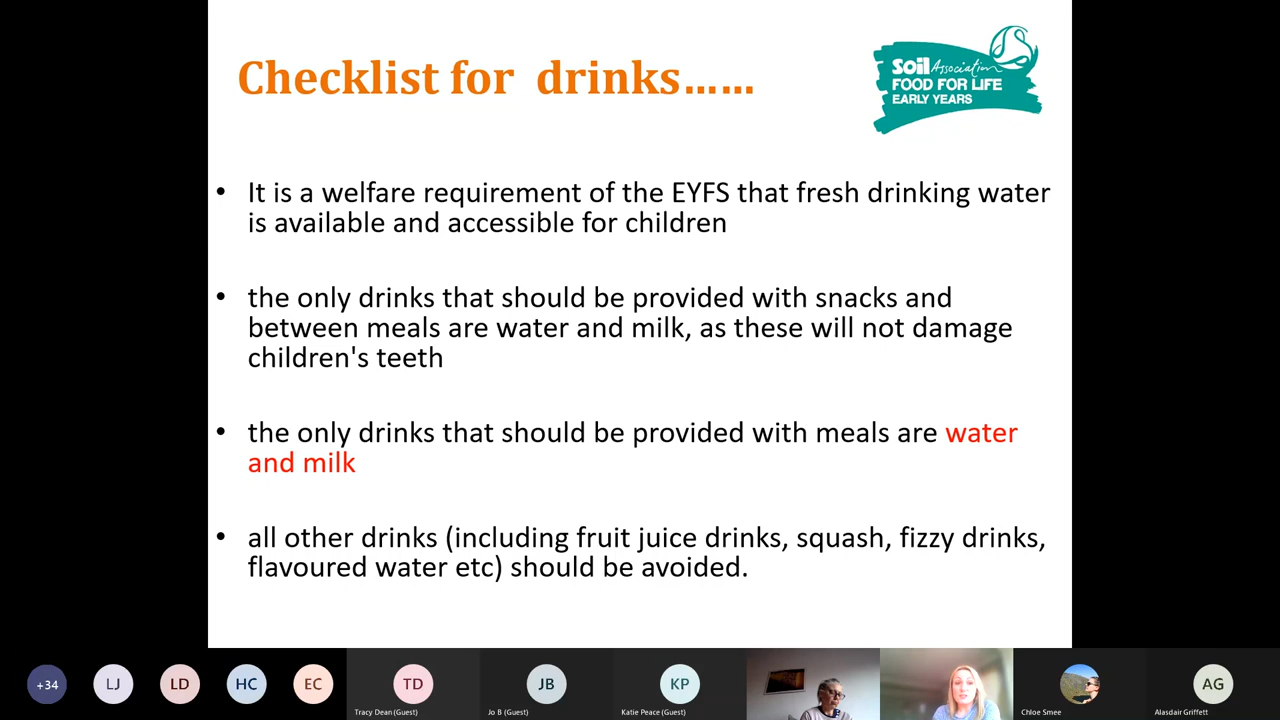 Checklist for drinks……
Soil Association
FOOD FOR LIFE
EARLY YEARS
• It is a welfare requirement of the EYFS that fresh drinking water
is available and accessible for children
• the only drinks that should be provided with snacks and
between meals are water and milk, as these will not damage
children's teeth
• the only drinks that should be provided with meals are water
and milk
• all other drinks (including fruit juice drinks, squash, fizzy drinks,
flavoured water etc) should be avoided.
+34
LJ
LD
HC
EC
TD
JB
KP
AG
Tracy Dean (Guest)
Jo B (Guest)
Katie Peace (Guest)
Chloe Smee
Alasdair Griffett